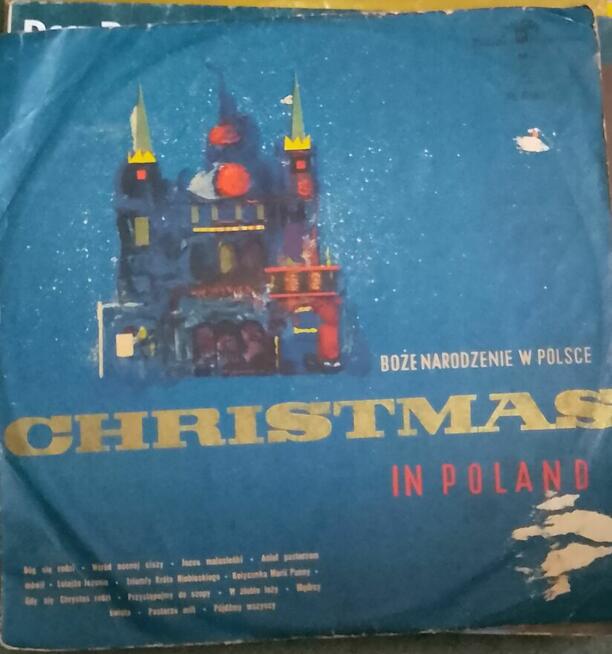 BOŻE NARODZENIE W POLSCE
CHRISTMAS
IN POLAND
Bóg się rodzi • Wśród nocnej ciszy • Jezus malusieńki • Anioł pasterzom
mówił • Lulajże Jezuniu • Triumfy Króla Niebieskiego • Kołysanka Marii Panny •
Gdy się Chrystus rodzi • Przystąpmy do szopy • W żłobie leży • Mędrcy
świata • Pasterze mili • Pójdźmy wszyscy